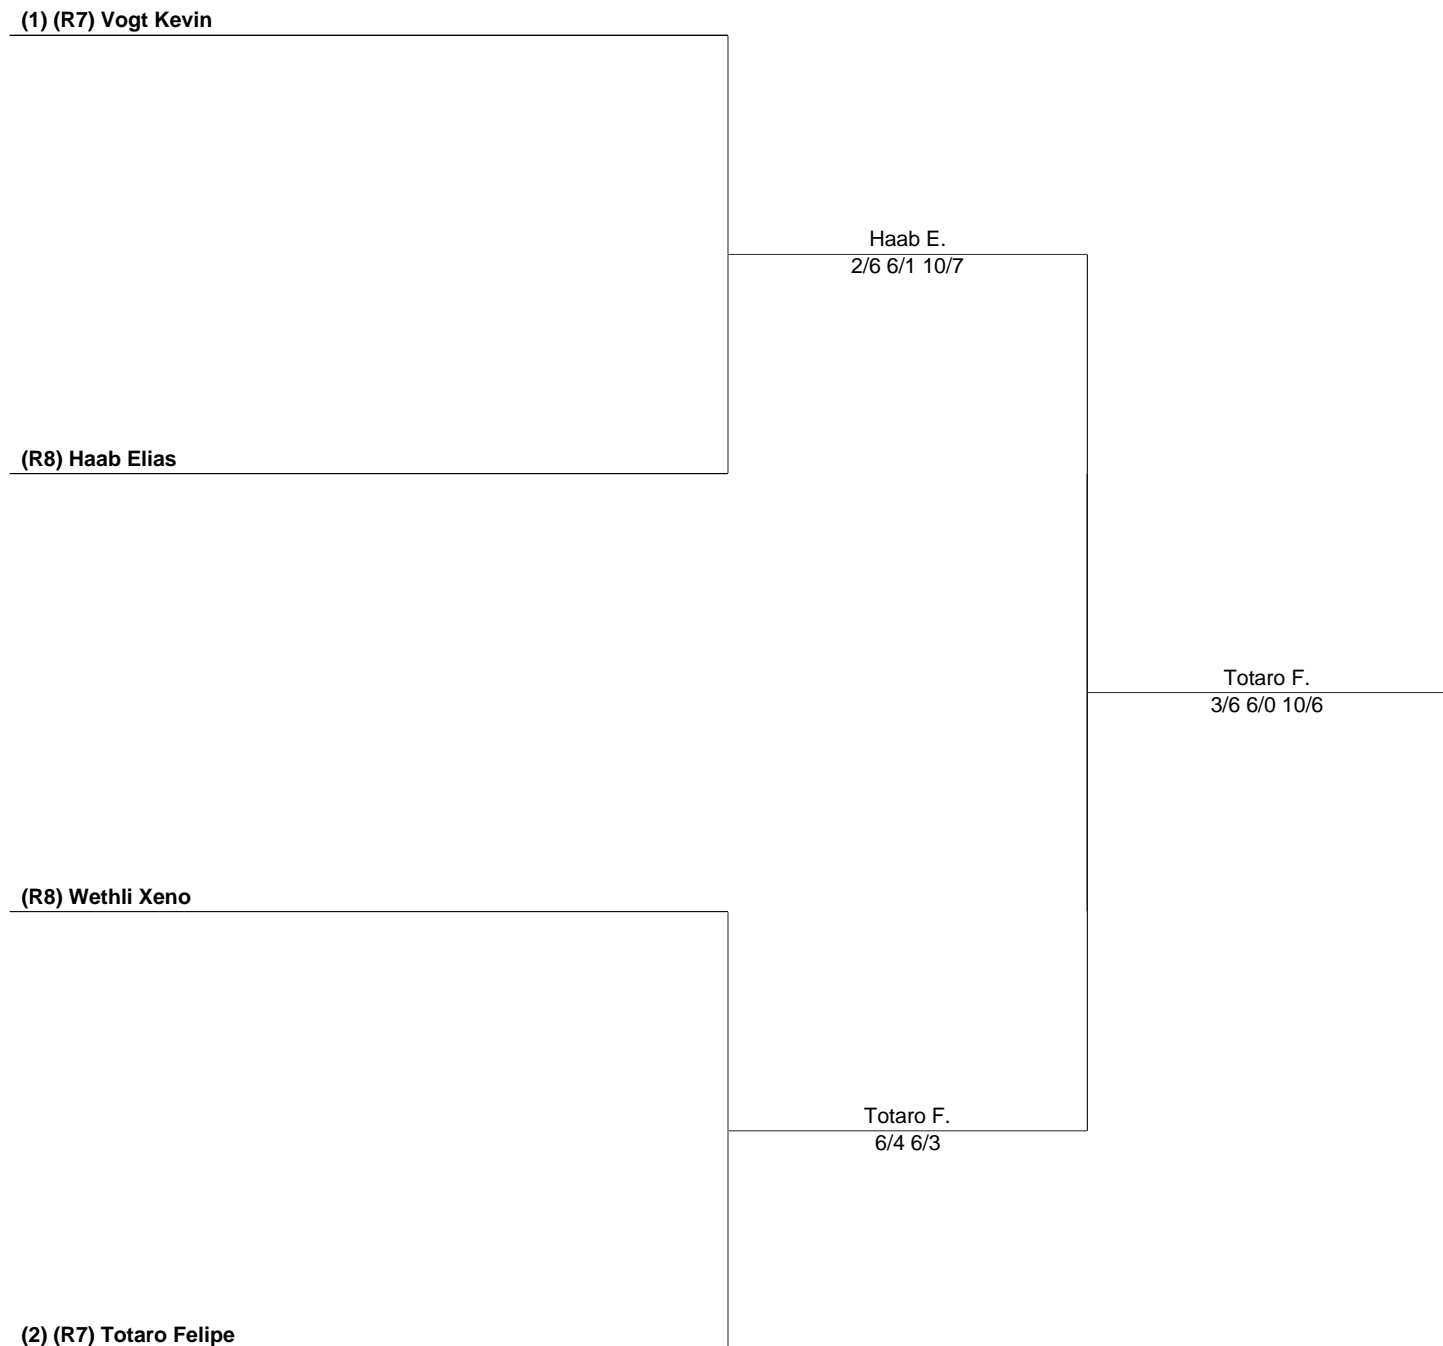 (1) (R7) Vogt Kevin
Haab E.
2/6 6/1 10/7
(R8) Haab Elias
Totaro F.
3/6 6/0 10/6
(R8) Wethli Xeno
Totaro F.
6/4 6/3
(2) (R7) Totaro Felipe